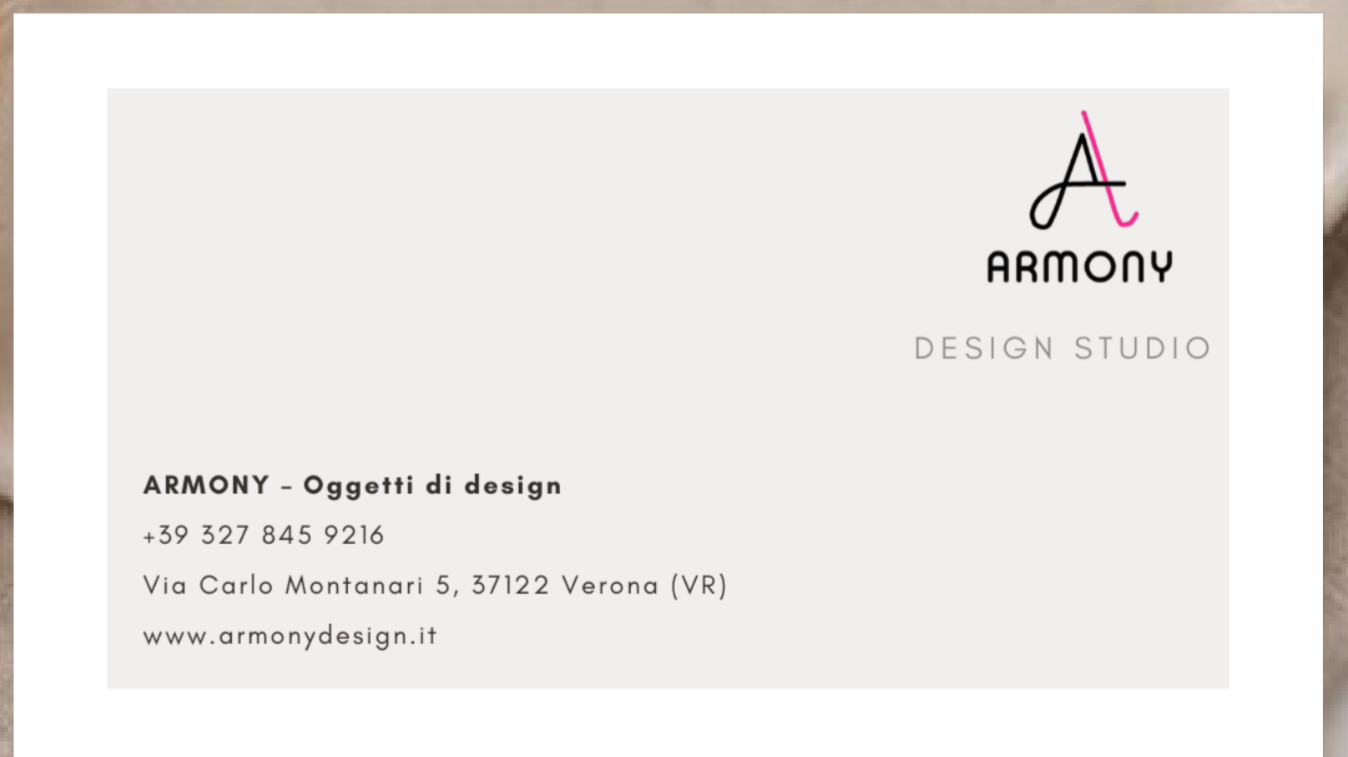 ARMONY
DESIGN STUDIO
ARMONY – Oggetti di design
+39 327 845 9216
Via Carlo Montanari 5, 37122 Verona (VR)
www.armonydesign.it